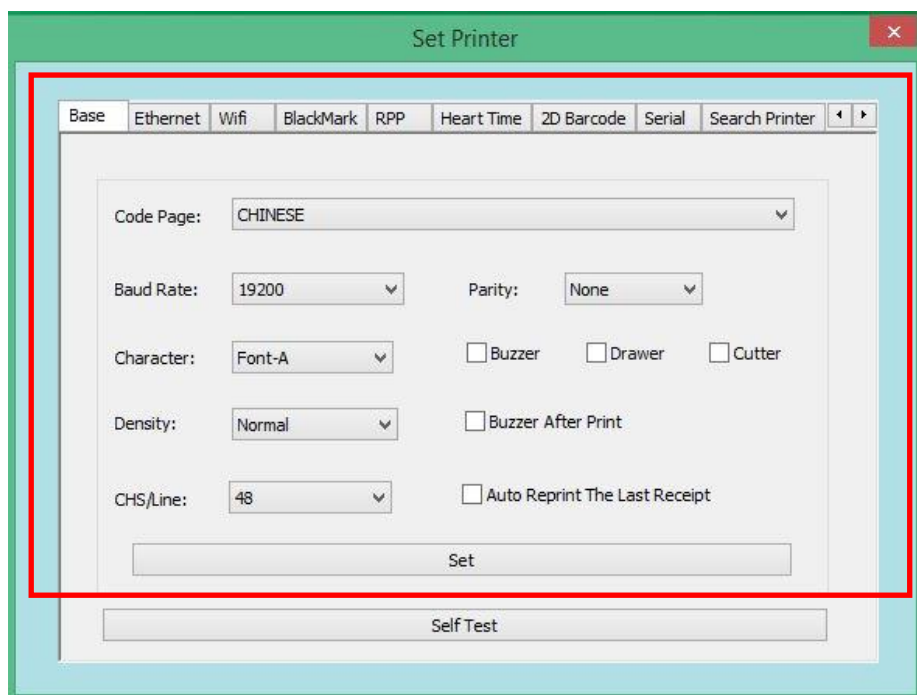 Set Printer
Base Ethernet Wifi BlackMark RPP Heart Time 2D Barcode Serial Search Printer
Code Page: CHINESE
Baud Rate: 19200 Parity: None
Character: Font-A Buzzer Drawer Cutter
Density: Normal Buzzer After Print
CHS/Line: 48 Auto Reprint The Last Receipt
Set
Self Test